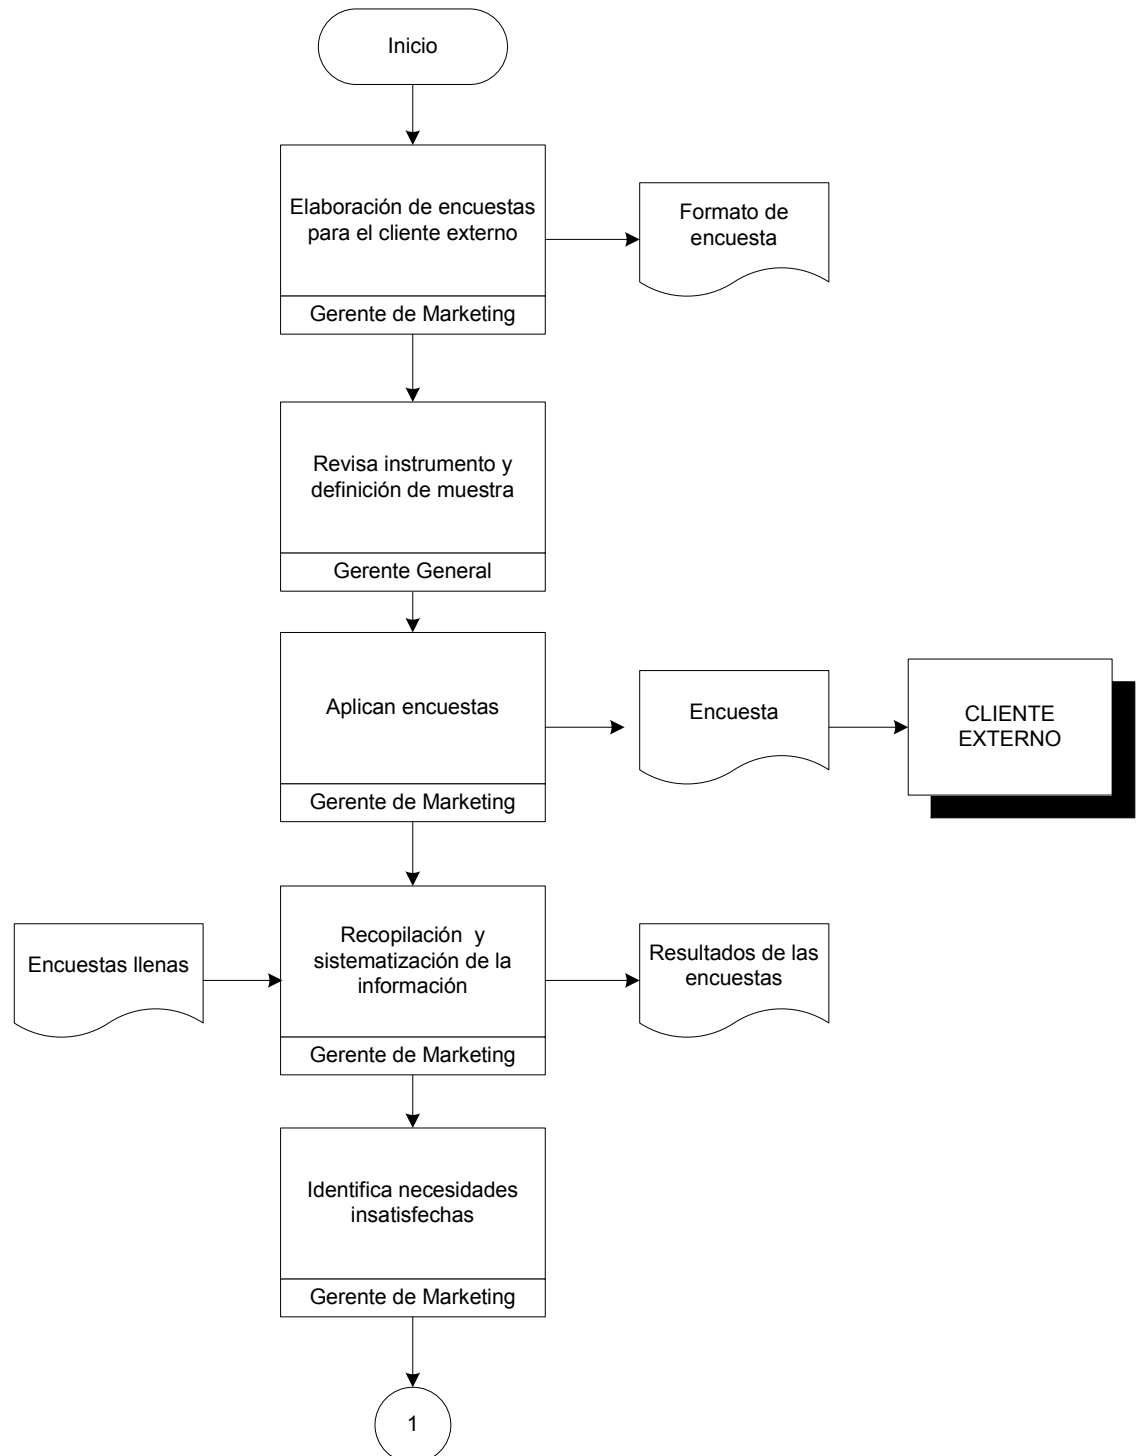 Inicio
Elaboración de encuestas
para el cliente externo
Gerente de Marketing
Formato de
encuesta
Revisa instrumento y
definición de muestra
Gerente General
Aplican encuestas
Gerente de Marketing
Encuesta
CLIENTE
EXTERNO
Encuestas llenas
Recopilación y
sistematización de la
información
Gerente de Marketing
Resultados de las
encuestas
Identifica necesidades
insatisfechas
Gerente de Marketing
1